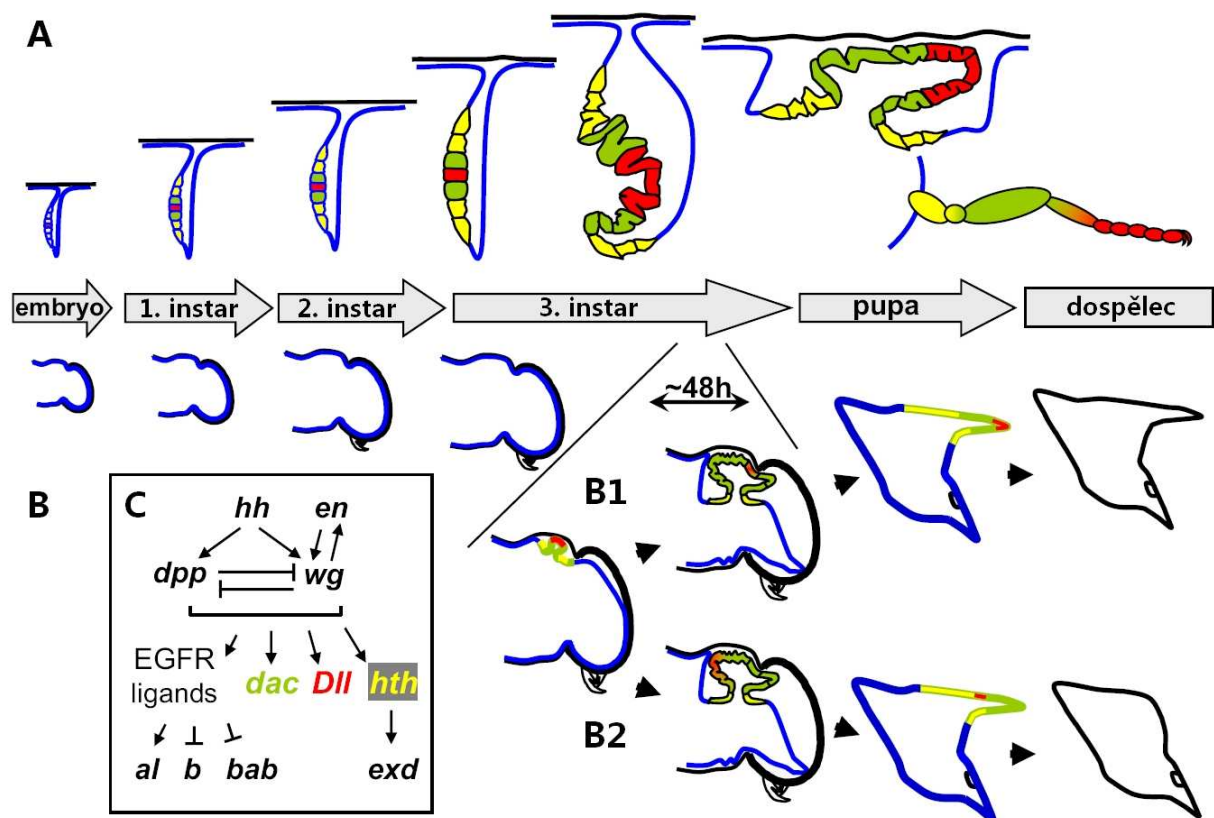 A
embryo
1. instar
2. instar
3. instar
pupa
dospělec
~48h
B
C
hh
en
dpp
wg
EGFR
ligands
dac
Dll
hth
al
b
bab
exd
B1
B2